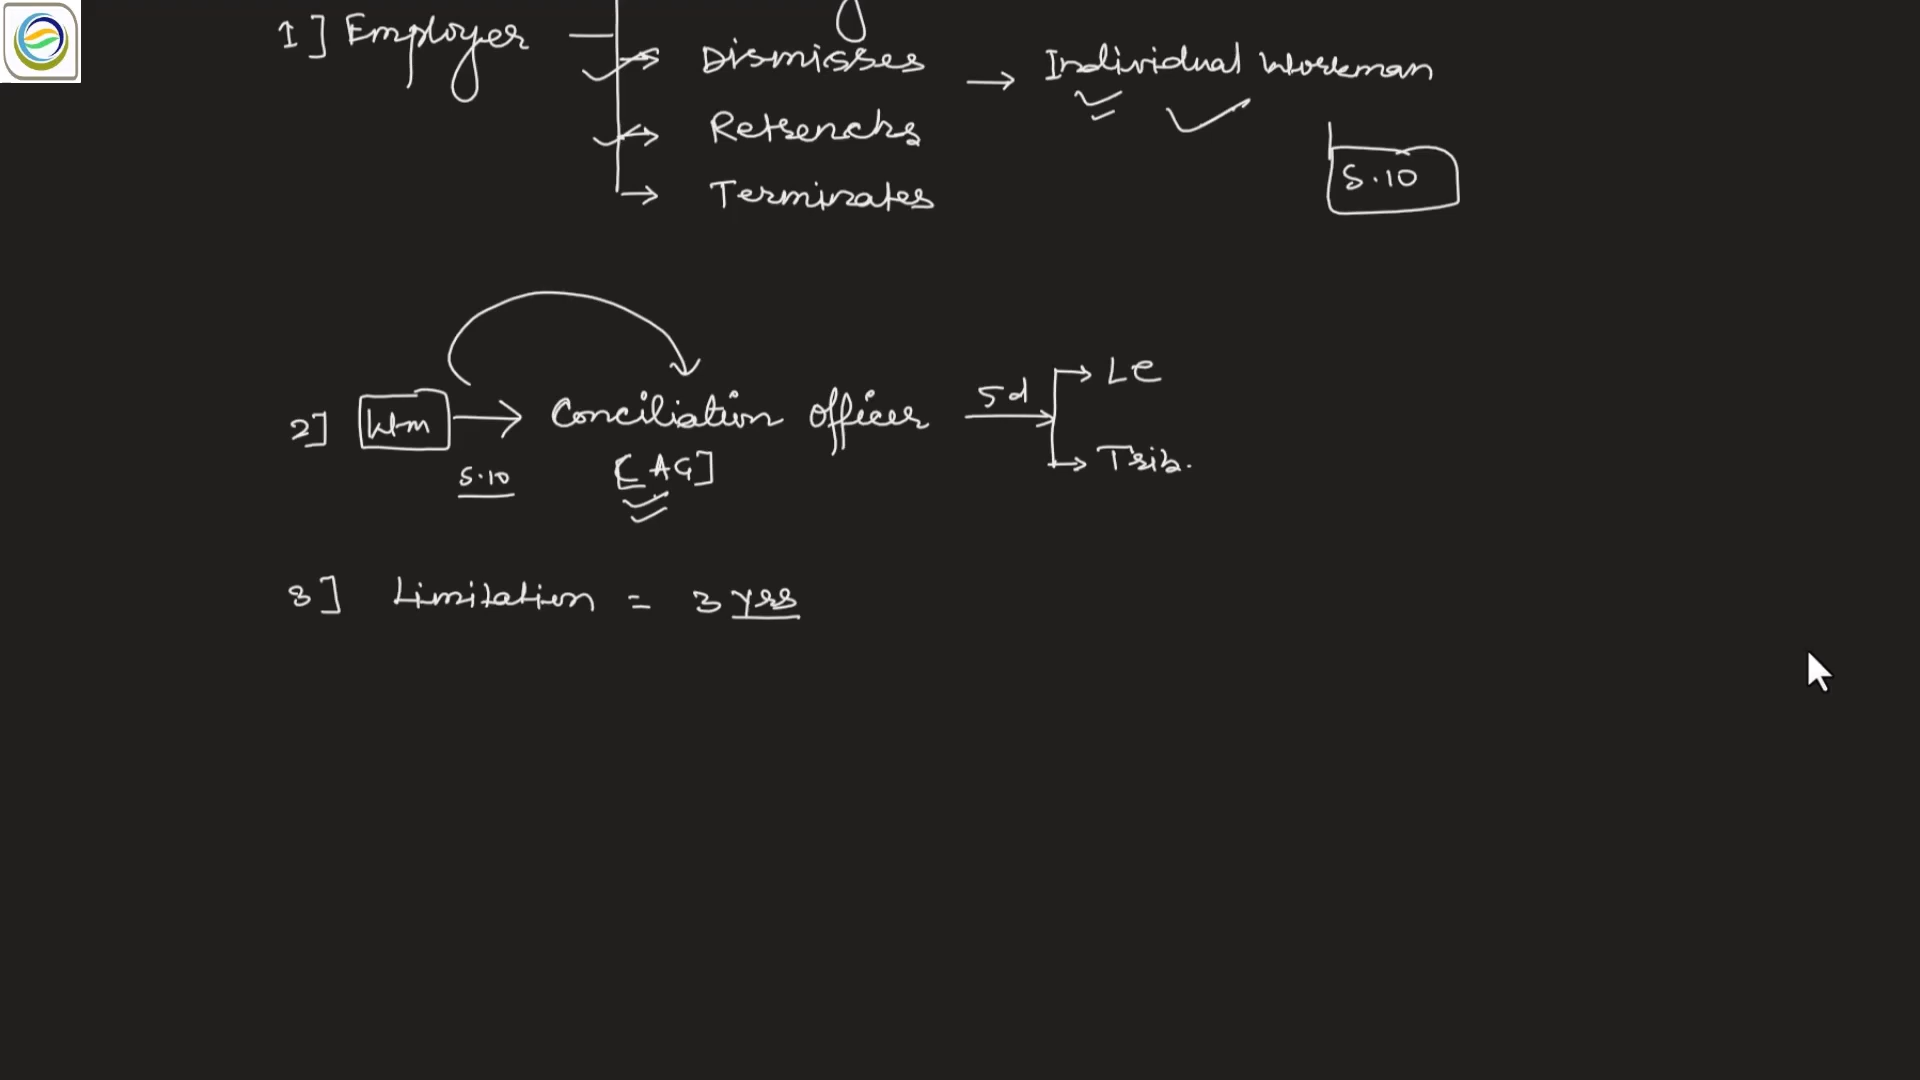 1] Employer
Dismisses → Individual workman
Retrenchs
Terminates
S.10
2] W-m → Conciliation officer
5d
LC
Trib.
S.10
[AG]
3] Limitation = 3 yrs